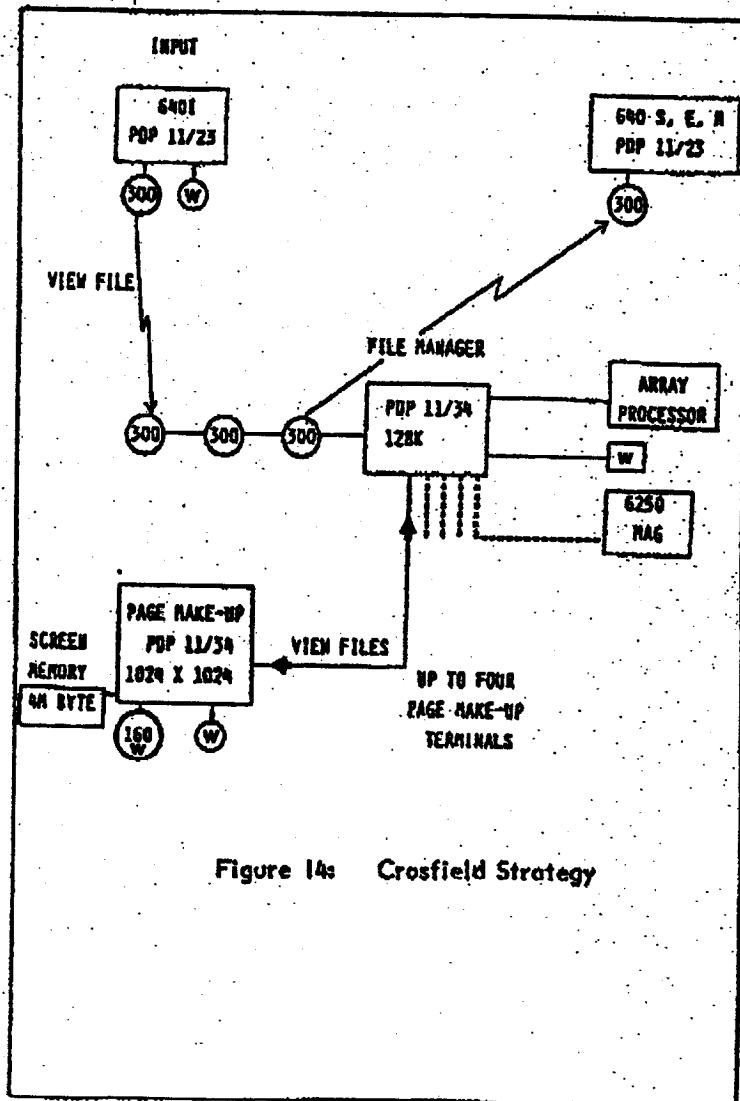 INPUT
640I
PDP 11/23
640 S, E, M
PDP 11/23
300
W
300
VIEW FILE
FILE MANAGER
300
300
300
PDP 11/34
128K
ARRAY
PROCESSOR
W
6250
MAG
PAGE MAKE-UP
PDP 11/34
1024 X 1024
VIEW FILES
SCREEN
MEMORY
4M BYTE
UP TO FOUR
PAGE MAKE-UP
TERMINALS
160
W
W
Figure 14: Crosfield Strategy